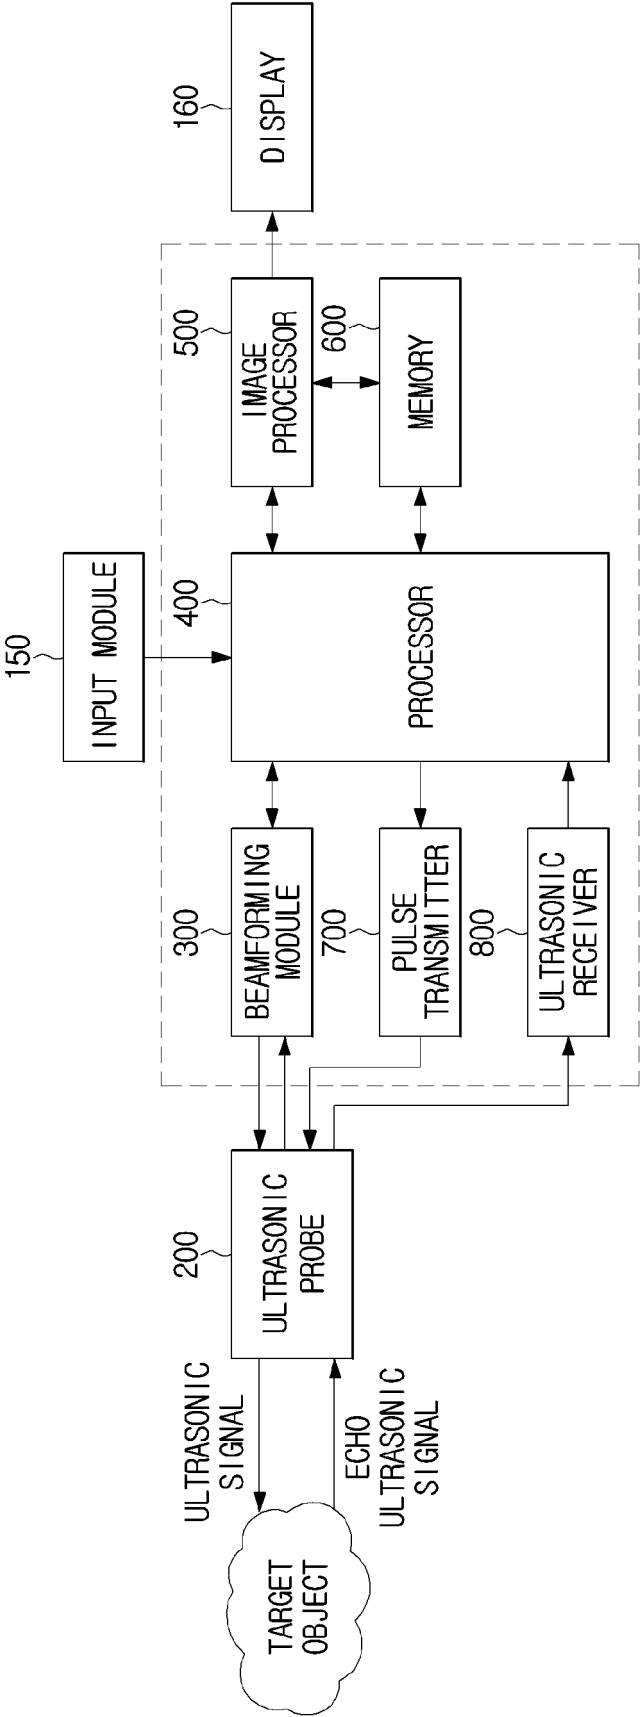 150
INPUT MODULE
TARGET
OBJECT
ULTRASONIC
SIGNAL
ECHO
ULTRASONIC
SIGNAL
200
ULTRASONIC
PROBE
300
BEAMFORMING
MODULE
700
PULSE
TRANSMITTER
800
ULTRASONIC
RECEIVER
400
PROCESSOR
500
IMAGE
PROCESSOR
600
MEMORY
160
DISPLAY